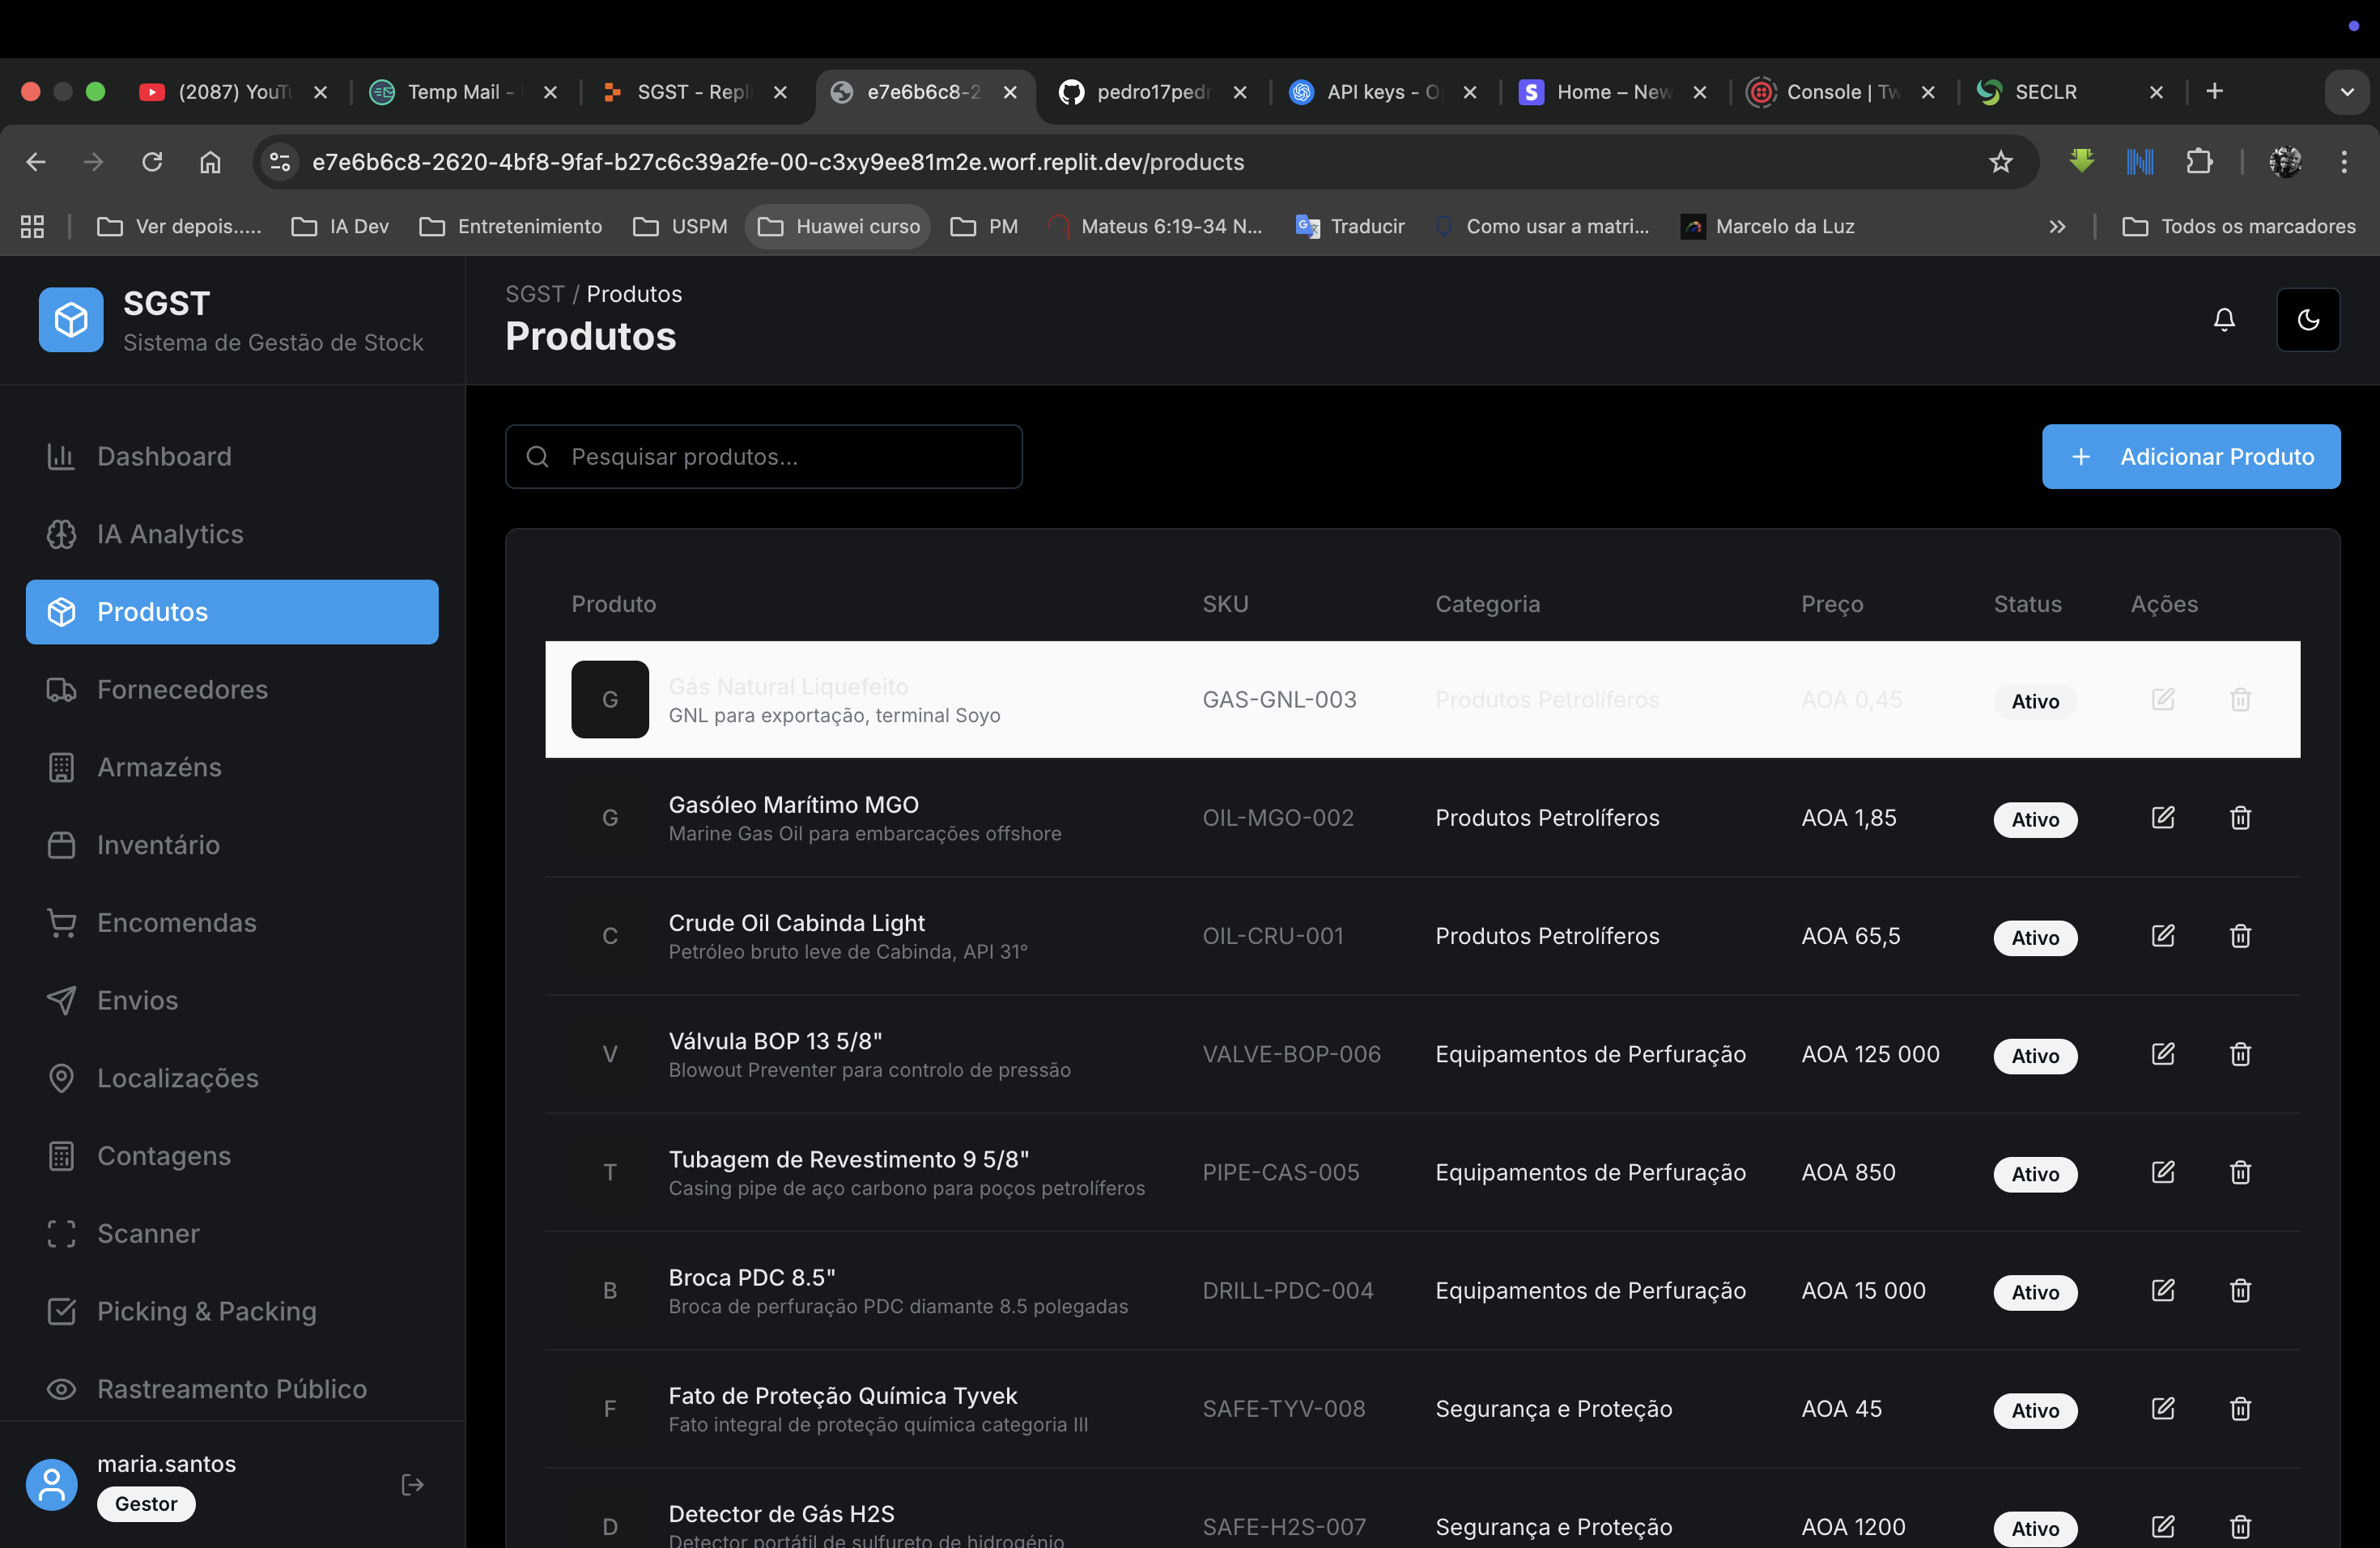 (2087) YouTu
Temp Mail -
SGST - Repli
e7e6b6c8-2
pedro17pedr
API keys - O
Home – New
Console | Tw
SECLR
e7e6b6c8-2620-4bf8-9faf-b27c6c39a2fe-00-c3xy9ee81m2e.worf.replit.dev/products
Ver depois.....
IA Dev
Entretenimiento
USPM
Huawei curso
PM
Mateus 6:19-34 N...
Traducir
Como usar a matri...
Marcelo da Luz
Todos os marcadores
SGST
Sistema de Gestão de Stock
SGST / Produtos
Produtos
Dashboard
IA Analytics
Produtos
Fornecedores
Armazéns
Inventário
Encomendas
Envios
Localizações
Contagens
Scanner
Picking & Packing
Rastreamento Público
maria.santos
Gestor
Pesquisar produtos...
Adicionar Produto
Produto SKU Categoria Preço Status Ações
G Gás Natural Liquefeito GAS-GNL-003 Produtos Petrolíferos AOA 0,45 Ativo
GNL para exportação, terminal Soyo
G Gasóleo Marítimo MGO OIL-MGO-002 Produtos Petrolíferos AOA 1,85 Ativo
Marine Gas Oil para embarcações offshore
C Crude Oil Cabinda Light OIL-CRU-001 Produtos Petrolíferos AOA 65,5 Ativo
Petróleo bruto leve de Cabinda, API 31°
V Válvula BOP 13 5/8" VALVE-BOP-006 Equipamentos de Perfuração AOA 125 000 Ativo
Blowout Preventer para controlo de pressão
T Tubagem de Revestimento 9 5/8" PIPE-CAS-005 Equipamentos de Perfuração AOA 850 Ativo
Casing pipe de aço carbono para poços petrolíferos
B Broca PDC 8.5" DRILL-PDC-004 Equipamentos de Perfuração AOA 15 000 Ativo
Broca de perfuração PDC diamante 8.5 polegadas
F Fato de Proteção Química Tyvek SAFE-TYV-008 Segurança e Proteção AOA 45 Ativo
Fato integral de proteção química categoria III
D Detector de Gás H2S SAFE-H2S-007 Segurança e Proteção AOA 1200 Ativo
Detector portátil de sulfureto de hidrogénio